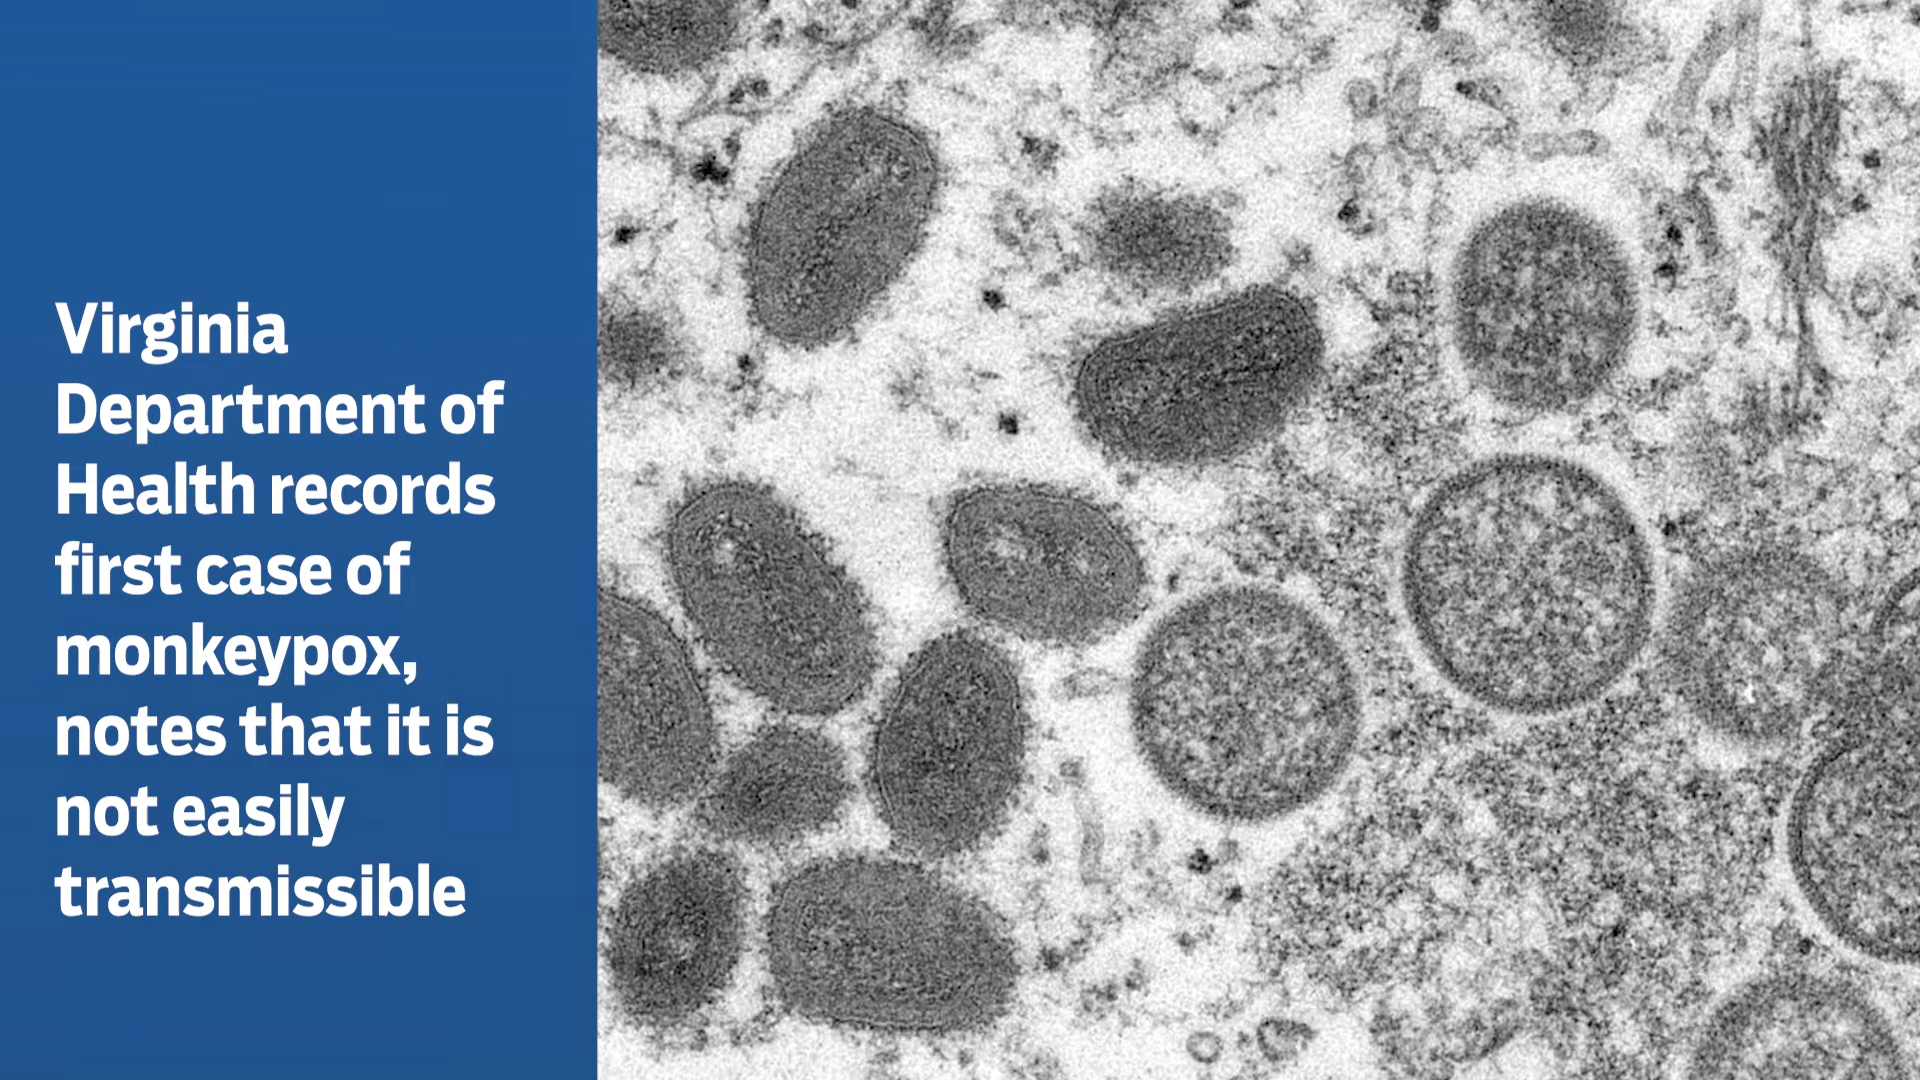 Virginia
Department of
Health records
first case of
monkeypox,
notes that it is
not easily
transmissible